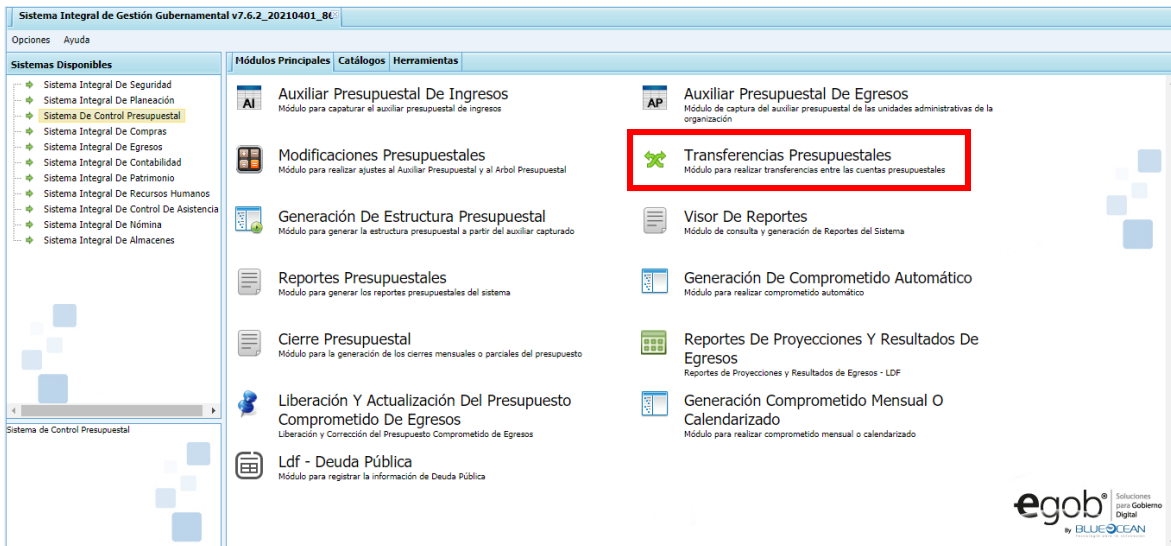 Sistema Integral de Gestión Gubernamental v7.6.2_20210401_86
Opciones Ayuda
Sistemas Disponibles
Sistema Integral De Seguridad
Sistema Integral De Planeación
Sistema De Control Presupuestal
Sistema Integral De Compras
Sistema Integral De Egresos
Sistema Integral De Contabilidad
Sistema Integral De Patrimonio
Sistema Integral De Recursos Humanos
Sistema Integral De Control De Asistencia
Sistema Integral De Nómina
Sistema Integral De Almacenes
Sistema de Control Presupuestal
Módulos Principales Catálogos Herramientas
AI
Auxiliar Presupuestal De Ingresos
Módulo para capaturar el auxiliar presupuestal de ingresos
AP
Auxiliar Presupuestal De Egresos
Módulo de captura del auxiliar presupuestal de las unidades administrativas de la
organización
Modificaciones Presupuestales
Módulo para realizar ajustes al Auxiliar Presupuestal y al Arbol Presupuestal
Transferencias Presupuestales
Módulo para realizar transferencias entre las cuentas presupuestales
Generación De Estructura Presupuestal
Módulo para generar la estructura presupuestal a partir del auxiliar capturado
Visor De Reportes
Módulo de consulta y generación de Reportes del Sistema
Reportes Presupuestales
Modulo para generar los reportes presupuestales del sistema
Generación De Comprometido Automático
Módulo para realizar comprometido automático
Cierre Presupuestal
Módulo para la generación de los cierres mensuales o parciales del presupuesto
Reportes De Proyecciones Y Resultados De
Egresos
Reportes de Proyecciones y Resultados de Egresos - LDF
Liberación Y Actualización Del Presupuesto
Comprometido De Egresos
Liberación y Corrección del Presupuesto Comprometido de Egresos
Generación Comprometido Mensual O
Calendarizado
Módulo para realizar comprometido mensual o calendarizado
Ldf - Deuda Pública
Módulo para registrar la información de Deuda Pública
egob®
Soluciones
para Gobierno
Digital
By BLUEOCEAN